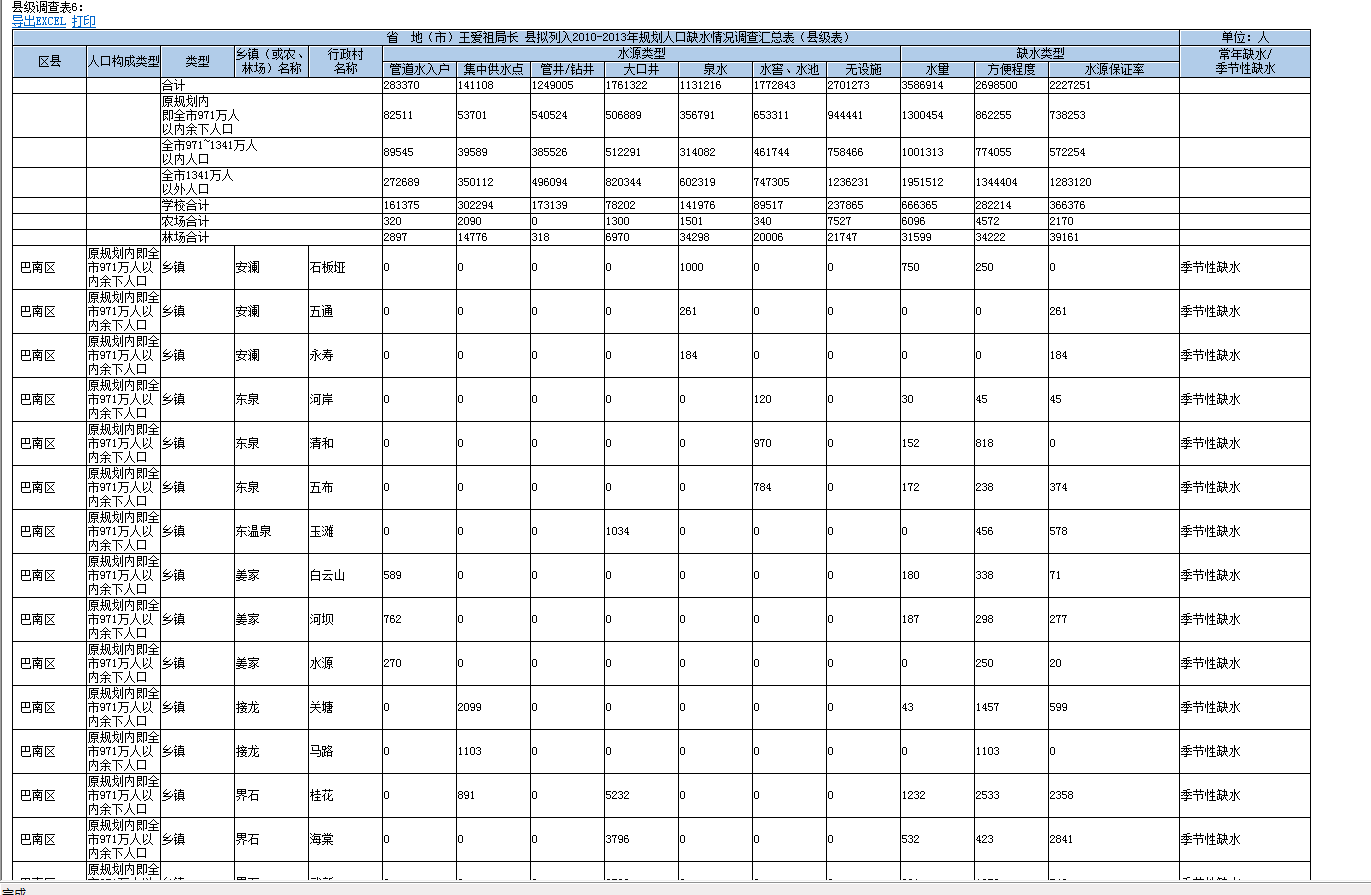 县级调查表6：
导出EXCEL 打印
省 地（市）王爱祖局长 县拟列入2010-2013年规划人口缺水情况调查汇总表（县级表） 单位：人
区县 人口构成类型 类型 乡镇（或农、林场）名称 行政村名称 水源类型 缺水类型 常年缺水/季节性缺水
管道水入户 集中供水点 管井/钻井 大口井 泉水 水窖、水池 无设施 水量 方便程度 水源保证率
合计 283370 141108 1249005 1761322 1131216 1772843 2701273 3586914 2698500 2227251
原规划内
即全市971万人
以内余下人口 82511 53701 540524 506889 356791 653311 944441 1300454 862255 738253
全市971~1341万人
以内人口 89545 39589 385526 512291 314082 461744 758466 1001313 774055 572254
全市1341万人
以外人口 272689 350112 496094 820344 602319 747305 1236231 1951512 1344404 1283120
学校合计 161375 302294 173139 78202 141976 89517 237865 666365 282214 366376
农场合计 320 2090 0 1300 1501 340 7527 6096 4572 2170
林场合计 2897 14776 318 6970 34298 20006 21747 31599 34222 39161
巴南区 原规划内即全市971万人以内余下人口 乡镇 安澜 石板垭 0 0 0 0 1000 0 0 750 250 0 季节性缺水
巴南区 原规划内即全市971万人以内余下人口 乡镇 安澜 五通 0 0 0 0 261 0 0 0 0 261 季节性缺水
巴南区 原规划内即全市971万人以内余下人口 乡镇 安澜 永寿 0 0 0 0 184 0 0 0 0 184 季节性缺水
巴南区 原规划内即全市971万人以内余下人口 乡镇 东泉 河岸 0 0 0 0 0 120 0 30 45 45 季节性缺水
巴南区 原规划内即全市971万人以内余下人口 乡镇 东泉 清和 0 0 0 0 0 970 0 152 818 0 季节性缺水
巴南区 原规划内即全市971万人以内余下人口 乡镇 东泉 五布 0 0 0 0 0 784 0 172 238 374 季节性缺水
巴南区 原规划内即全市971万人以内余下人口 乡镇 东温泉 玉滩 0 0 0 1034 0 0 0 0 456 578 季节性缺水
巴南区 原规划内即全市971万人以内余下人口 乡镇 姜家 白云山 589 0 0 0 0 0 0 180 338 71 季节性缺水
巴南区 原规划内即全市971万人以内余下人口 乡镇 姜家 河坝 762 0 0 0 0 0 0 187 298 277 季节性缺水
巴南区 原规划内即全市971万人以内余下人口 乡镇 姜家 水源 270 0 0 0 0 0 0 0 250 20 季节性缺水
巴南区 原规划内即全市971万人以内余下人口 乡镇 接龙 关塘 0 2099 0 0 0 0 0 43 1457 599 季节性缺水
巴南区 原规划内即全市971万人以内余下人口 乡镇 接龙 马路 0 1103 0 0 0 0 0 0 1103 0 季节性缺水
巴南区 原规划内即全市971万人以内余下人口 乡镇 界石 桂花 0 891 0 5232 0 0 0 1232 2533 2358 季节性缺水
巴南区 原规划内即全市971万人以内余下人口 乡镇 界石 海棠 0 0 0 3796 0 0 0 532 423 2841 季节性缺水
原规划内即全